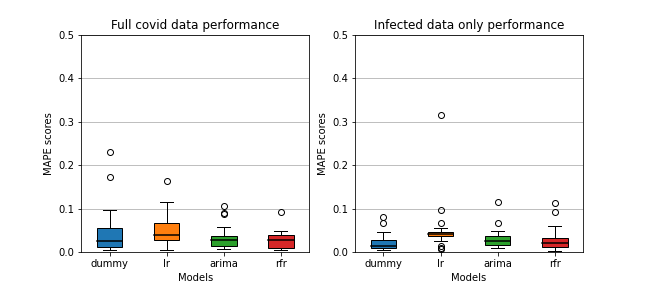 Full covid data performance
0.5
0.4
0.3
0.2
0.1
0.0
MAPE scores
dummy lr arima rfr
Models
Infected data only performance
0.5
0.4
0.3
0.2
0.1
0.0
MAPE scores
dummy lr arima rfr
Models